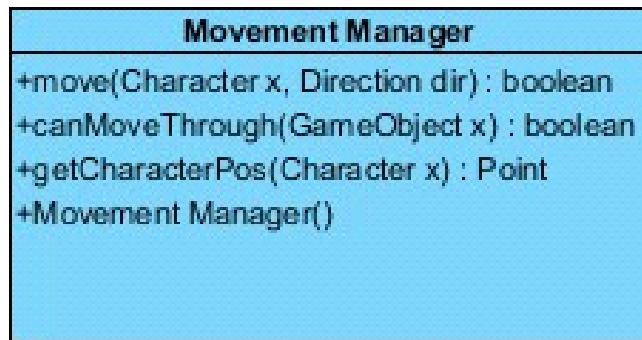 Movement Manager
+move(Character x, Direction dir) : boolean
+canMoveThrough(GameObject x) : boolean
+getCharacterPos(Character x) : Point
+Movement Manager()